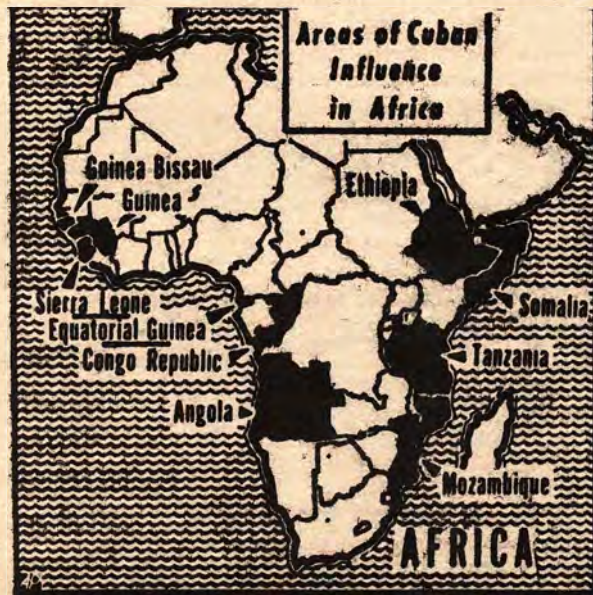 Areas of Cuban
Influence
in Africa
Guinea Bissau
Guinea
Ethiopia
Sierra Leone
Equatorial Guinea
Congo Republic
Somalia
Tanzania
Angola
Mozambique
AFRICA